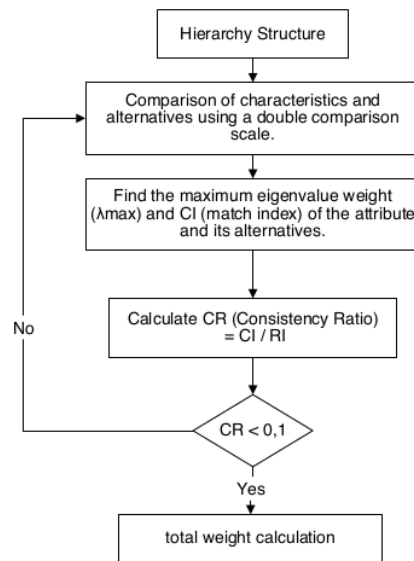 Hierarchy Structure
Comparison of characteristics and
alternatives using a double comparison
scale.
Find the maximum eigenvalue weight
(λmax) and CI (match index) of the attribute
and its alternatives.
No
Calculate CR (Consistency Ratio)
= CI / RI
CR < 0,1
Yes
total weight calculation